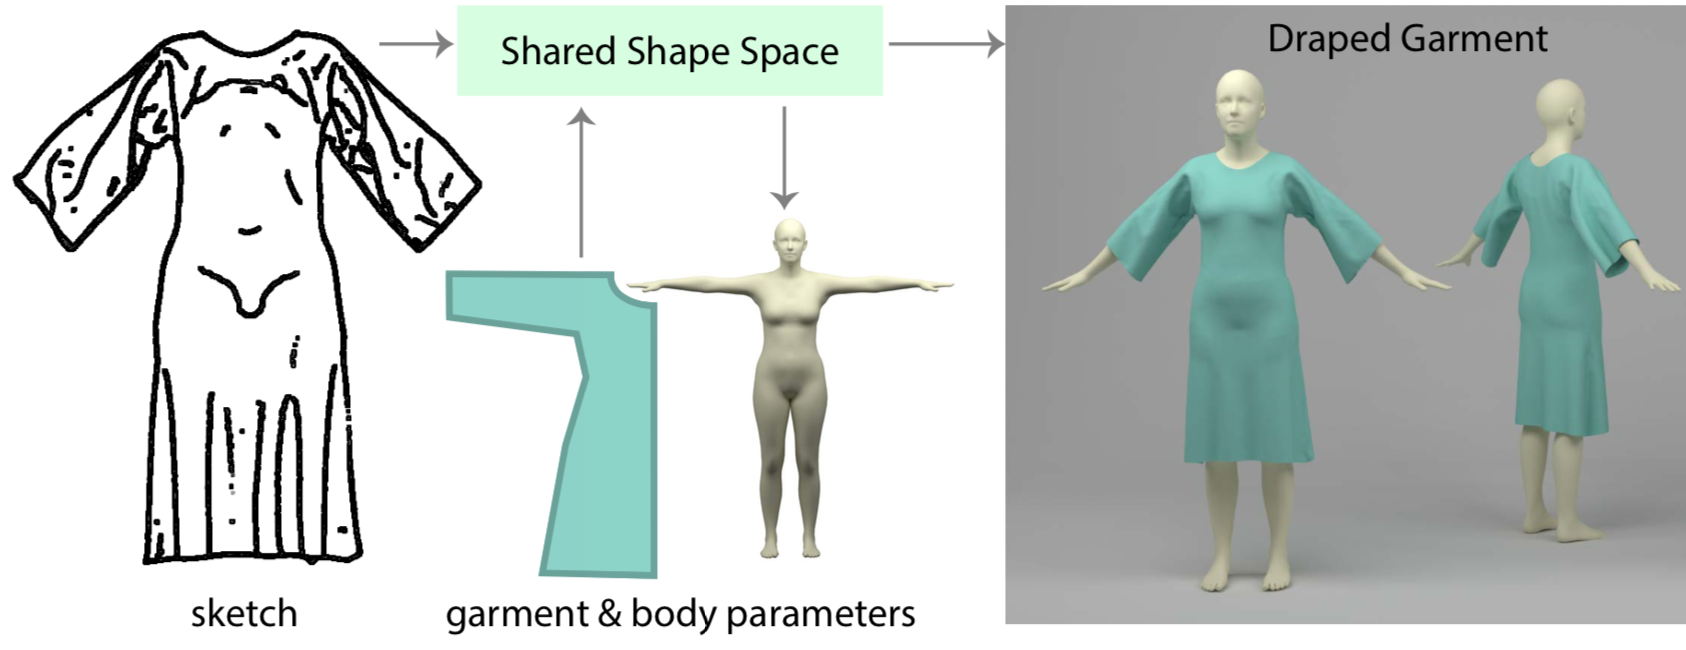 Shared Shape Space
Draped Garment
sketch
garment & body parameters